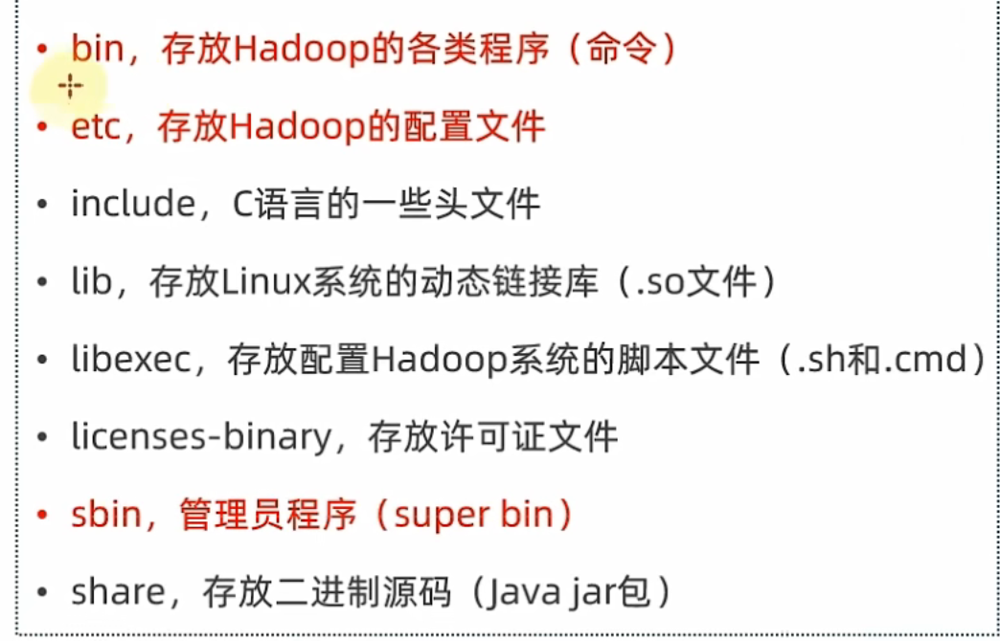 • bin，存放Hadoop的各类程序（命令）
• etc，存放Hadoop的配置文件
• include，C语言的一些头文件
• lib，存放Linux系统的动态链接库（.so文件）
• libexec，存放配置Hadoop系统的脚本文件（.sh和.cmd）
• licenses-binary，存放许可证文件
• sbin，管理员程序（super bin）
• share，存放二进制源码（Java jar包）